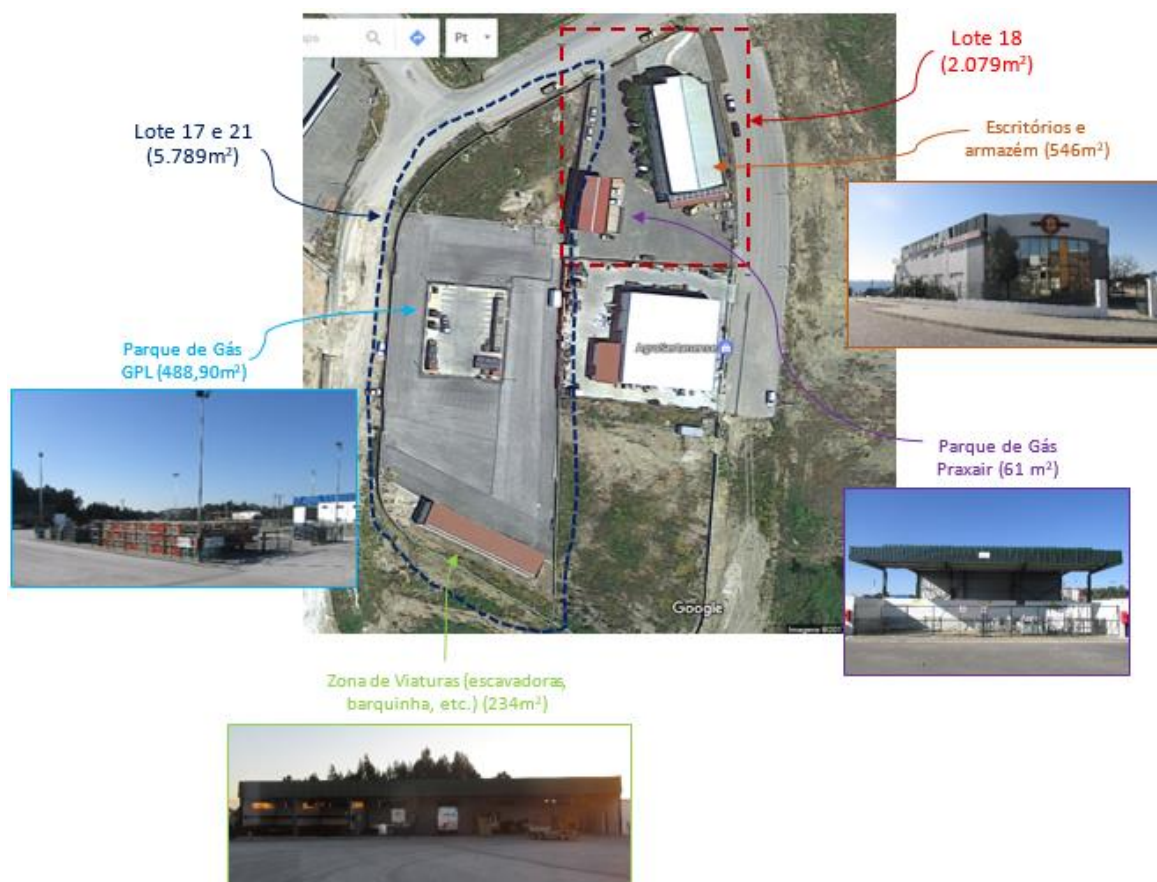 Pt
Lote 18
(2.079m²)
Lote 17 e 21
(5.789m²)
Escritórios e
armazém (546m²)
Parque de Gás
GPL (488,90m²)
AgroSertanense
Parque de Gás
Praxair (61 m²)
Google
Zona de Viaturas (escavadoras,
barquinha, etc.) (234m²)